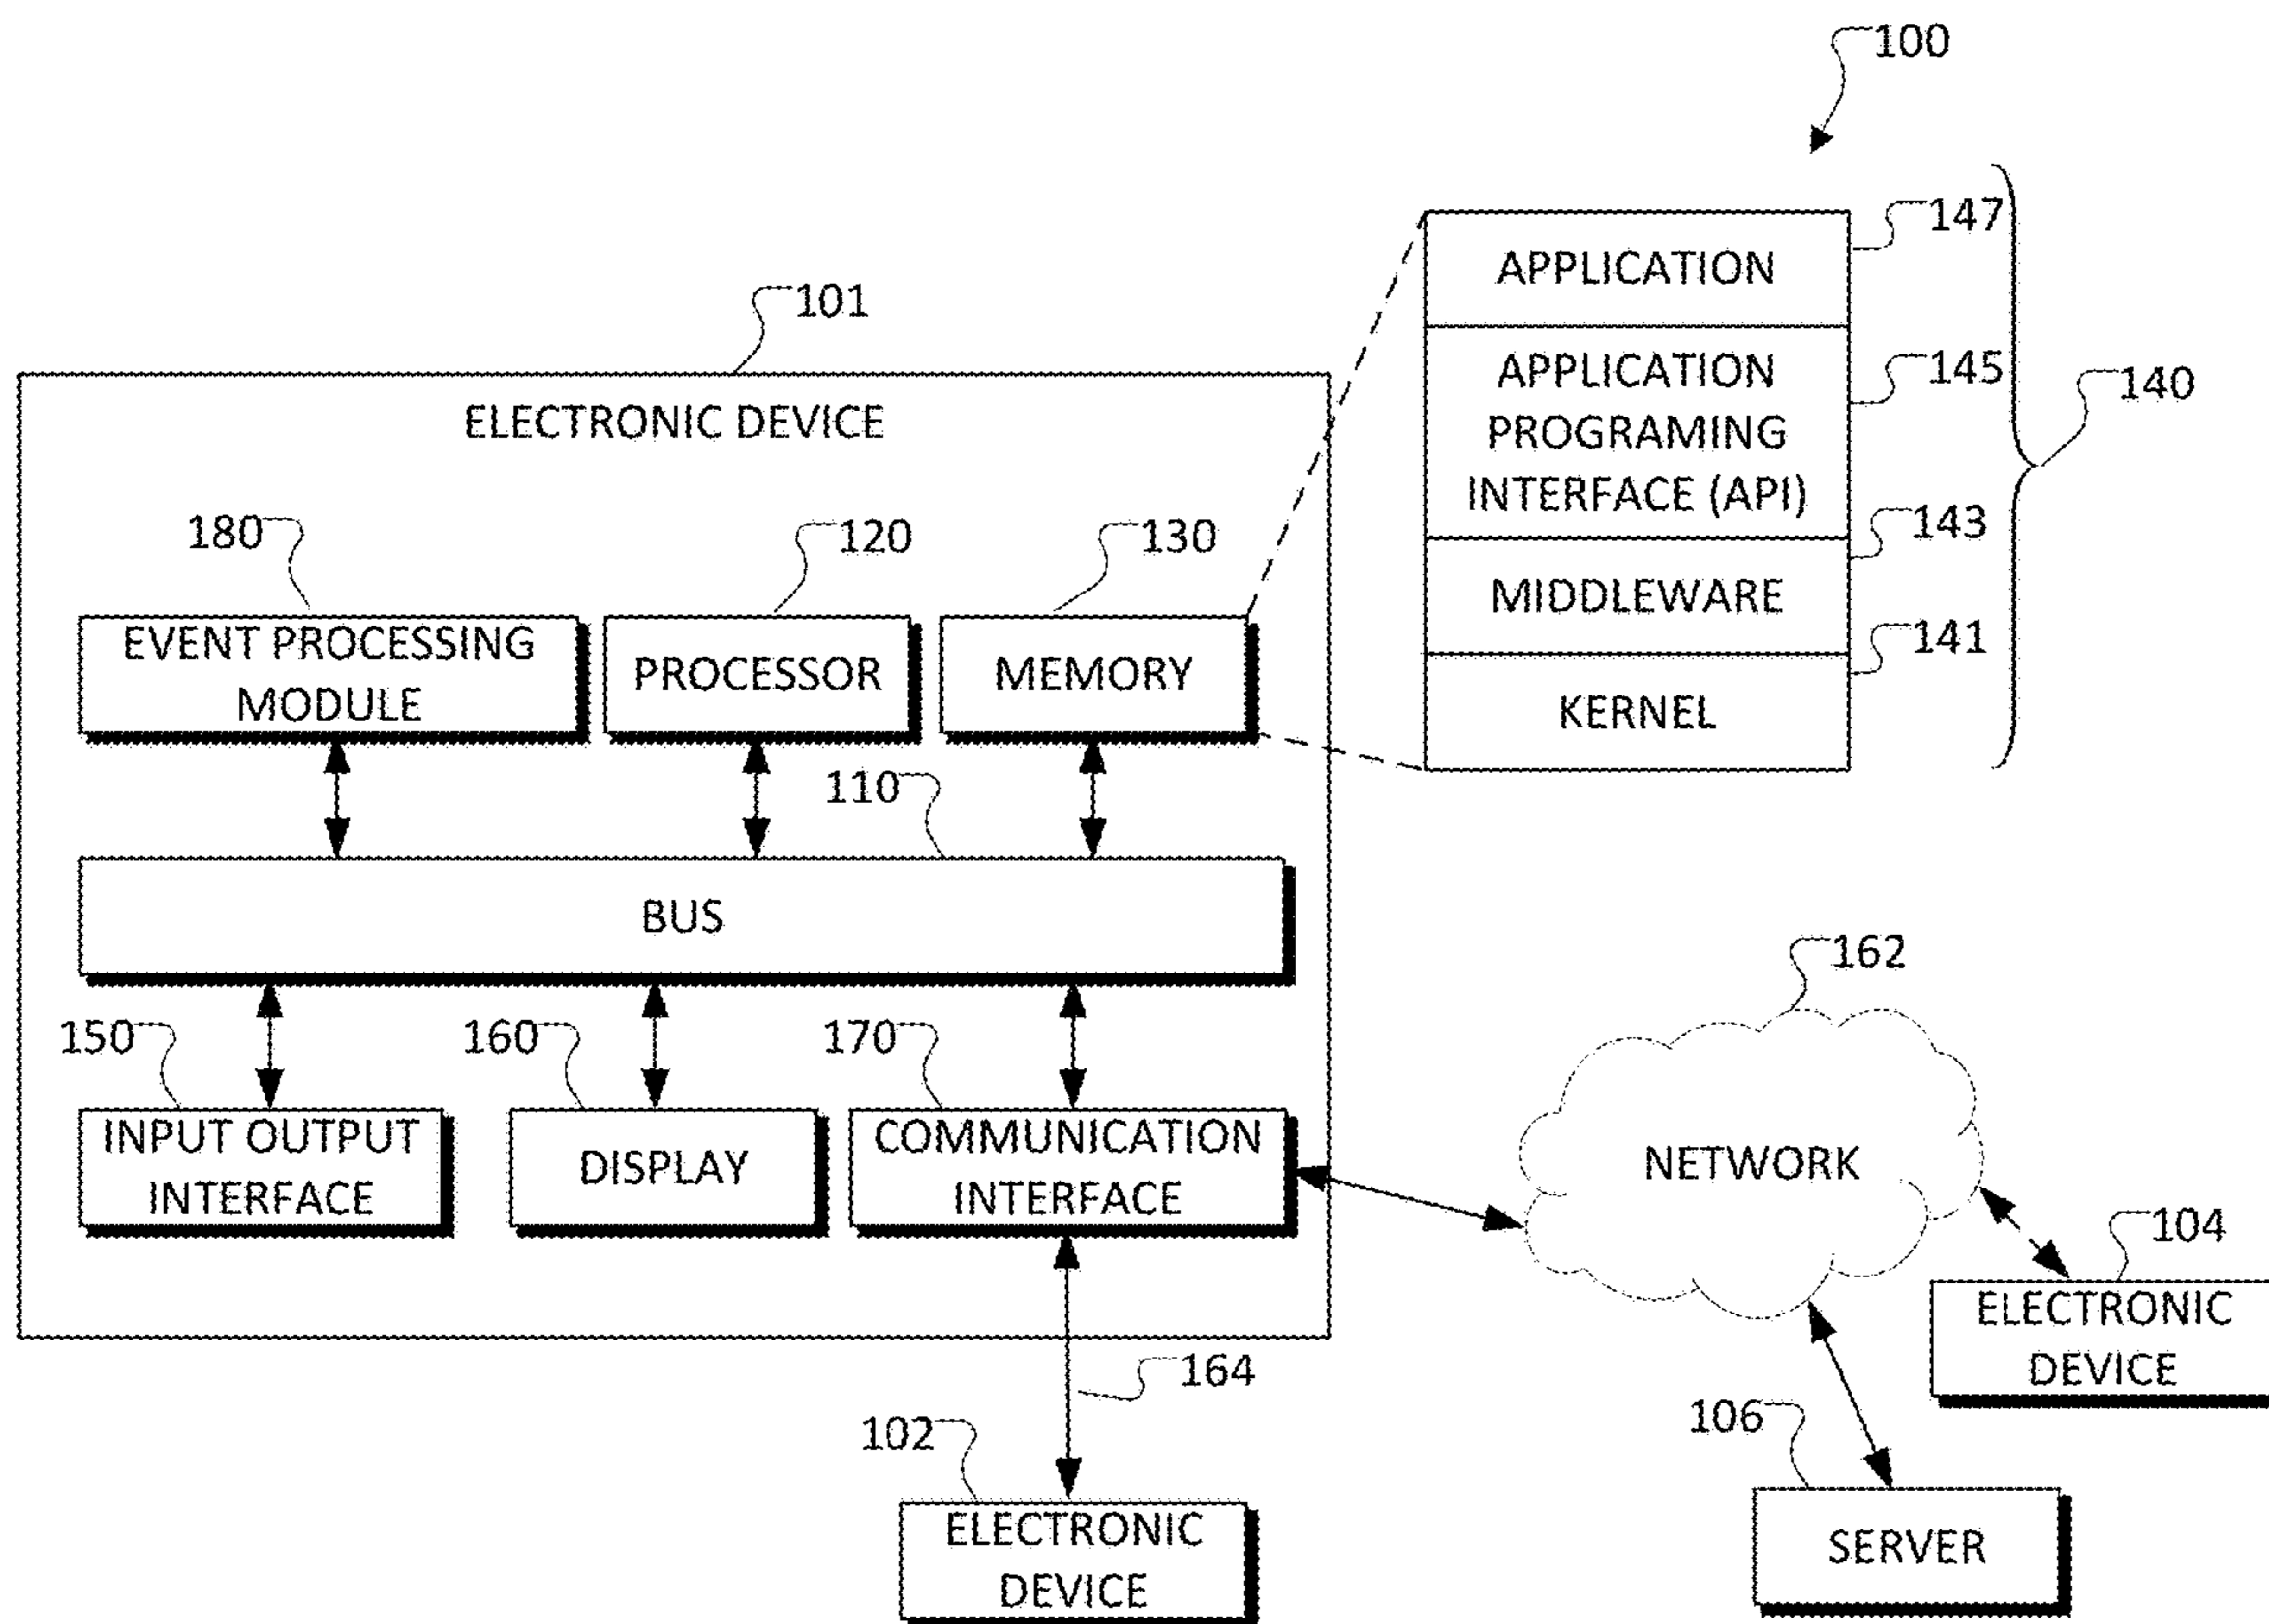 100
147
APPLICATION
101
145
APPLICATION
PROGRAMING
INTERFACE (API)
140
ELECTRONIC DEVICE
180
120
130
143
EVENT PROCESSING
MODULE
PROCESSOR
MEMORY
MIDDLEWARE
141
KERNEL
110
BUS
162
150
160
170
INPUT OUTPUT
INTERFACE
DISPLAY
COMMUNICATION
INTERFACE
NETWORK
104
ELECTRONIC
DEVICE
164
102
106
ELECTRONIC
DEVICE
SERVER